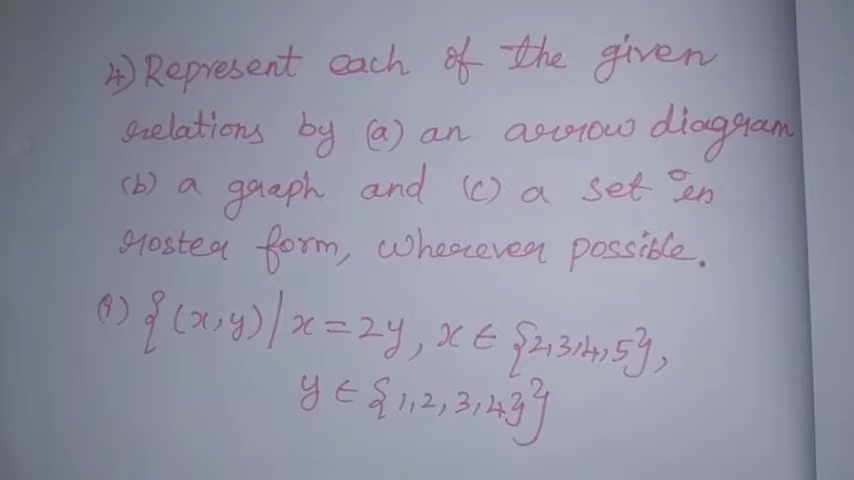 4) Represent each of the given
relations by (a) an arrow diagram
(b) a graph and (c) a set in
roster form, wherever possible.
(i) {(x,y)/x=2y, x ∈ {2,3,4,5},
y ∈ {1,2,3,4}}